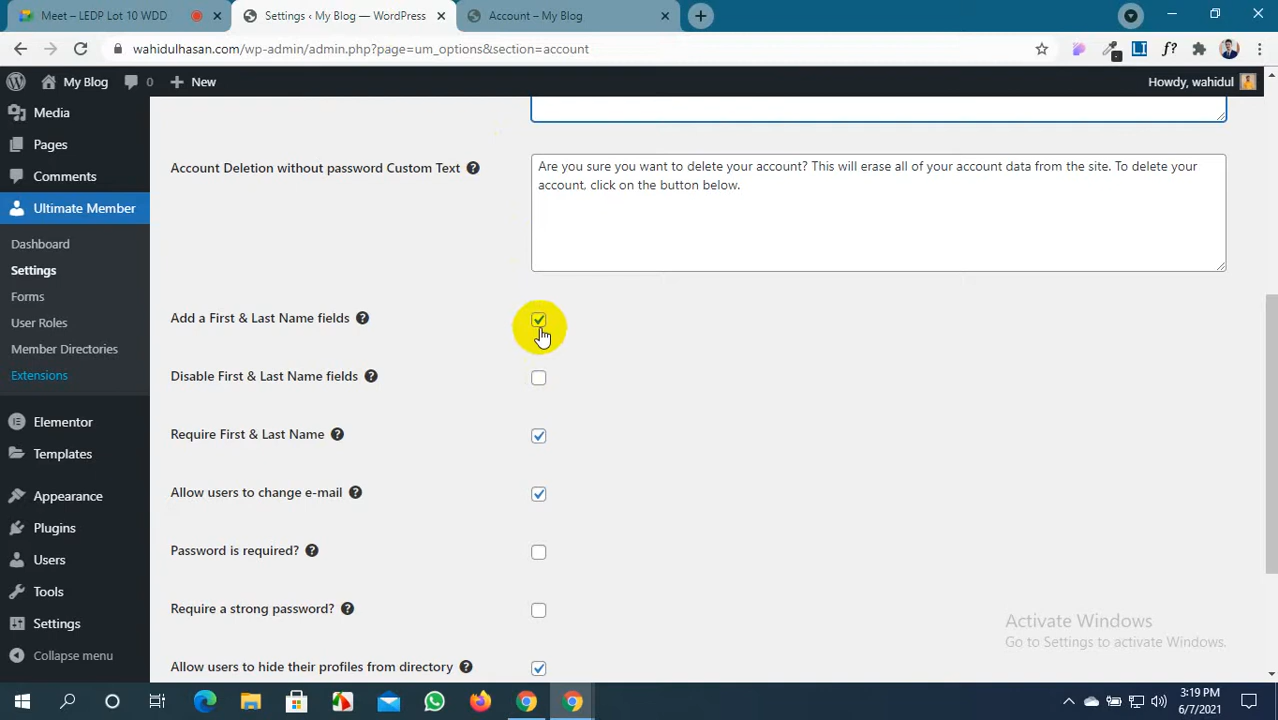 Meet – LEDP Lot 10 WDD
Settings ‹ My Blog — WordPress
Account – My Blog
wahidulhasan.com/wp-admin/admin.php?page=um_options&section=account
My Blog
0
New
Howdy, wahidul
Media
Pages
Comments
Ultimate Member
Dashboard
Settings
Forms
User Roles
Member Directories
Extensions
Elementor
Templates
Appearance
Plugins
Users
Tools
Settings
Collapse menu
Account Deletion without password Custom Text
Are you sure you want to delete your account? This will erase all of your account data from the site. To delete your
account, click on the button below.
Add a First & Last Name fields
Disable First & Last Name fields
Require First & Last Name
Allow users to change e-mail
Password is required?
Require a strong password?
Allow users to hide their profiles from directory
Activate Windows
Go to Settings to activate Windows.
3:19 PM
6/7/2021